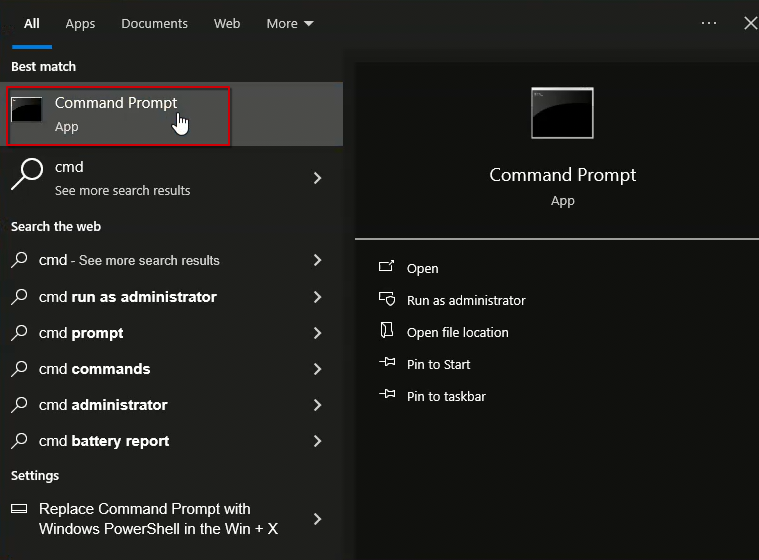 All Apps Documents Web More
Best match
Command Prompt
App
cmd
See more search results
Search the web
cmd - See more search results
cmd run as administrator
cmd prompt
cmd commands
cmd administrator
cmd battery report
Settings
Replace Command Prompt with
Windows PowerShell in the Win + X
Command Prompt
App
Open
Run as administrator
Open file location
Pin to Start
Pin to taskbar